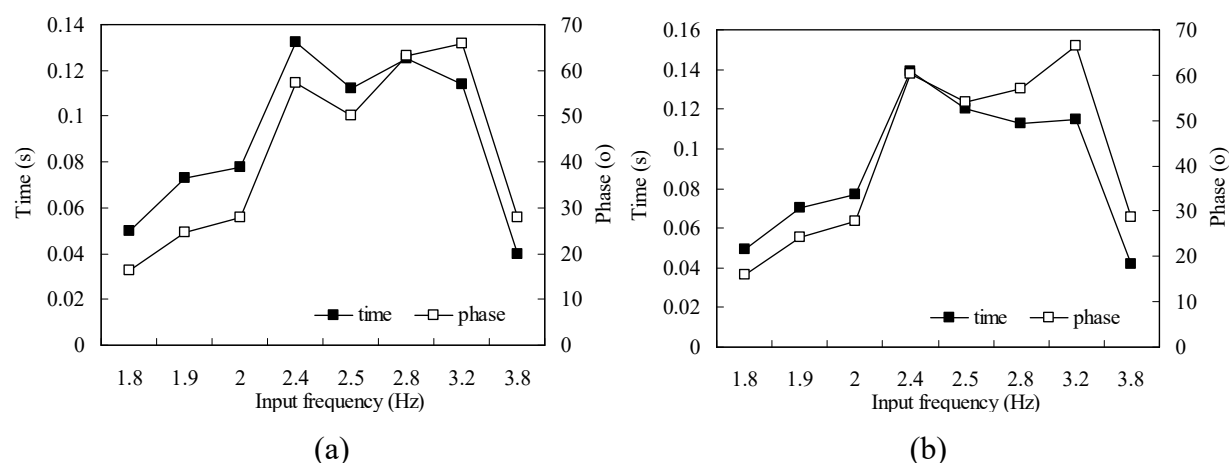 0.14
0.12
0.1
0.08
0.06
0.04
0.02
0
Time (s)
70
60
50
40
30
20
10
0
Phase (o)
time phase
1.8 1.9 2 2.4 2.5 2.8 3.2 3.8
Input frequency (Hz)
(a)
0.16
0.14
0.12
0.1
0.08
0.06
0.04
0.02
0
Time (s)
70
60
50
40
30
20
10
0
Phase (o)
time phase
1.8 1.9 2 2.4 2.5 2.8 3.2 3.8
Input frequency (Hz)
(b)